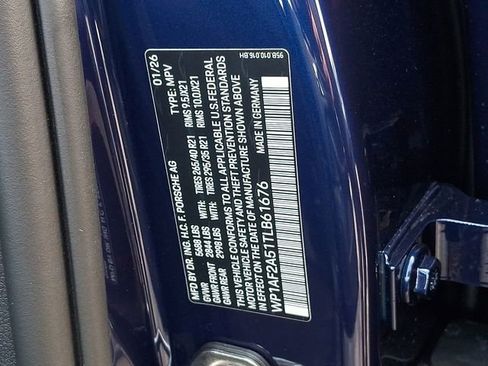 95B.010.016.BH
MFD BY DR. ING. H.C. F. PORSCHE AG 01/26
GVWR 5688 LBS WITH: TYPE: MPV
GAWR FRONT 2844 LBS WITH: TIRES 265/40 R21 RIMS 9.5JX21
GAWR REAR 2998 LBS WITH: TIRES 295/35 R21 RIMS 10.0JX21
THIS VEHICLE CONFORMS TO ALL APPLICABLE U.S. FEDERAL
MOTOR VEHICLE SAFETY AND THEFT PREVENTION STANDARDS
IN EFFECT ON THE DATE OF MANUFACTURE SHOWN ABOVE
MADE IN GERMANY
WP1AF2A51TLB61676